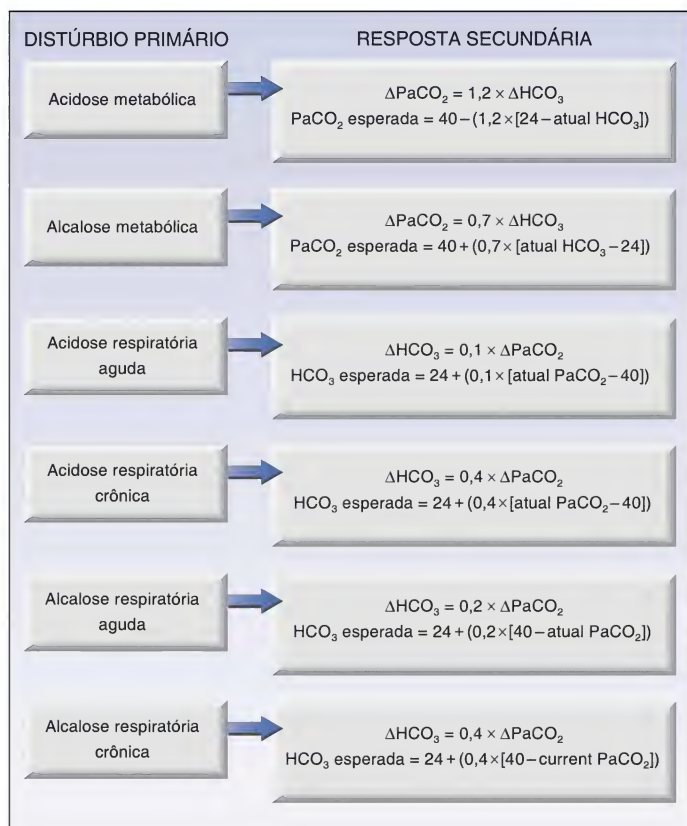 DISTÚRBIO PRIMÁRIO
RESPOSTA SECUNDÁRIA
Acidose metabólica
ΔPaCO₂ = 1,2 × ΔHCO₃
PaCO₂ esperada = 40 – (1,2 × [24 – atual HCO₃])
Alcalose metabólica
ΔPaCO₂ = 0,7 × ΔHCO₃
PaCO₂ esperada = 40 + (0,7 × [atual HCO₃ – 24])
Acidose respiratória
aguda
ΔHCO₃ = 0,1 × ΔPaCO₂
HCO₃ esperada = 24 + (0,1 × [atual PaCO₂ – 40])
Acidose respiratória
crônica
ΔHCO₃ = 0,4 × ΔPaCO₂
HCO₃ esperada = 24 + (0,4 × [atual PaCO₂ – 40])
Alcalose respiratória
aguda
ΔHCO₃ = 0,2 × ΔPaCO₂
HCO₃ esperada = 24 + (0,2 × [40 – atual PaCO₂])
Alcalose respiratória
crônica
ΔHCO₃ = 0,4 × ΔPaCO₂
HCO₃ esperada = 24 + (0,4 × [40 – current PaCO₂])